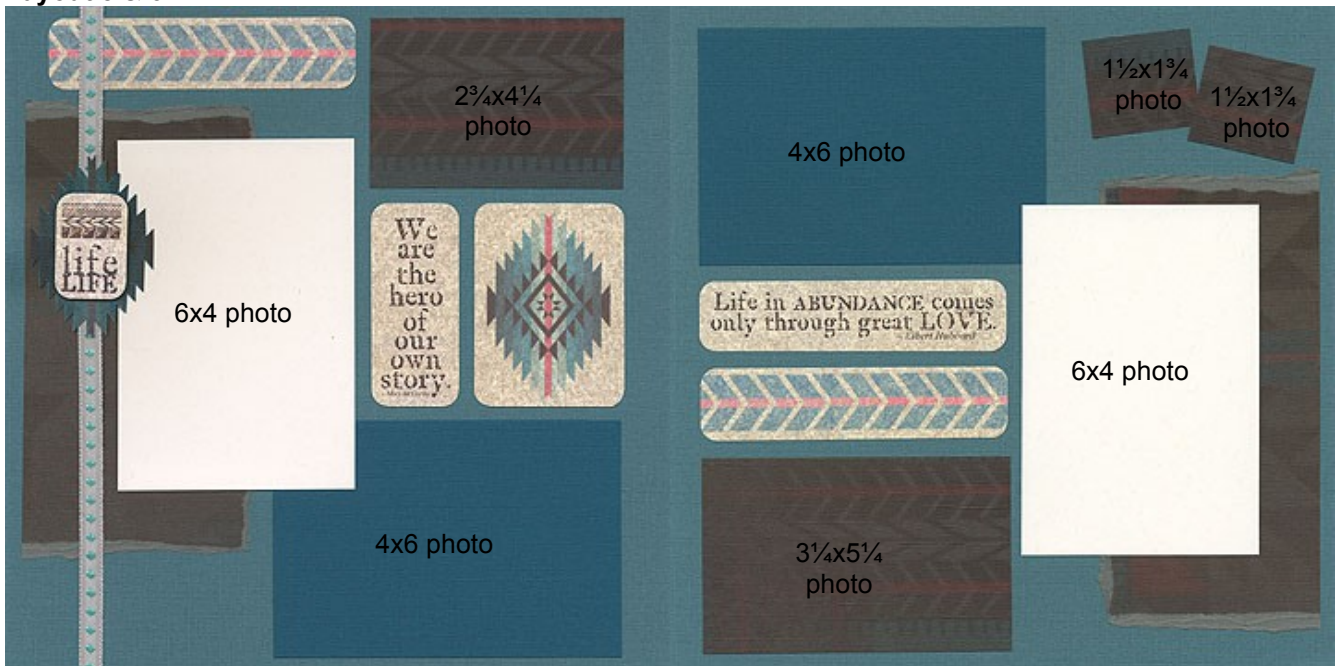 life
LIFE
6x4 photo
2¾x4¼
photo
We
are
the
hero
of
our
own
story.
4x6 photo
4x6 photo
1½x1¾
photo
1½x1¾
photo
Life in ABUNDANCE comes
only through great LOVE.
- Elbert Hubbard
6x4 photo
3¼x5¼
photo